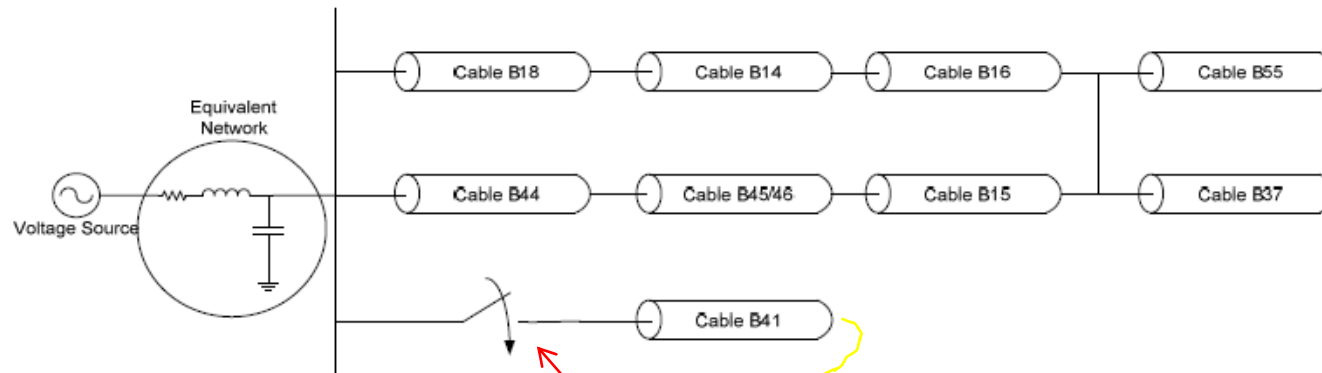 Cable B18
Cable B14
Cable B16
Cable B55
Equivalent
Network
Voltage Source
Cable B44
Cable B45/46
Cable B15
Cable B37
Cable B41